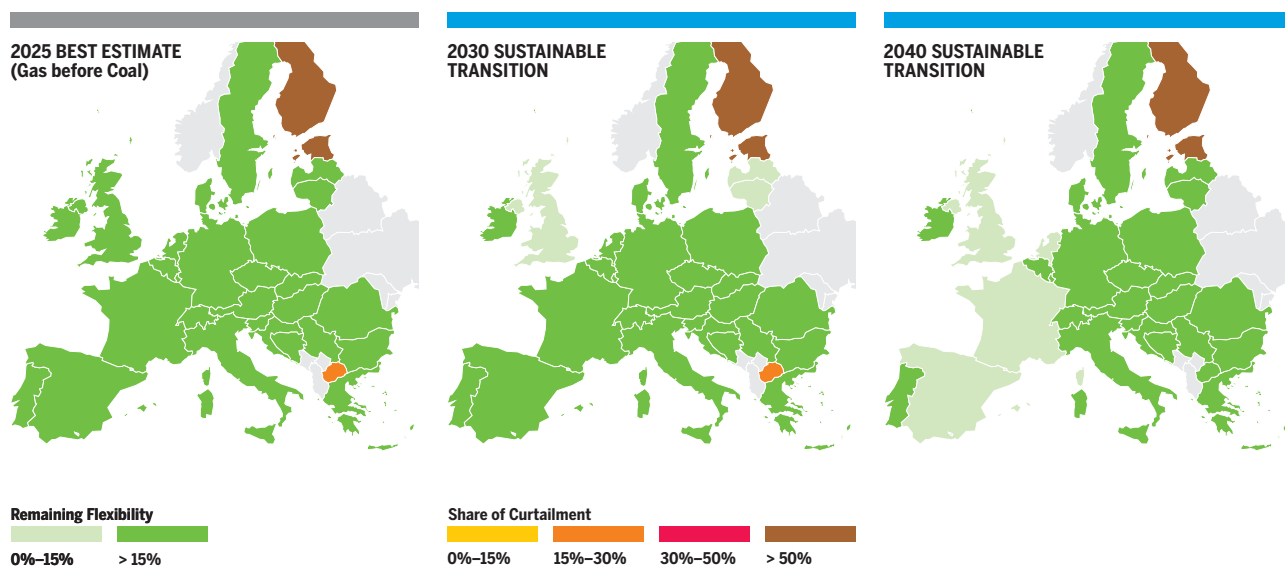 2025 BEST ESTIMATE
(Gas before Coal)
2030 SUSTAINABLE
TRANSITION
2040 SUSTAINABLE
TRANSITION
Remaining Flexibility
0%–15%
> 15%
Share of Curtailment
0%–15%
15%–30%
30%–50%
> 50%